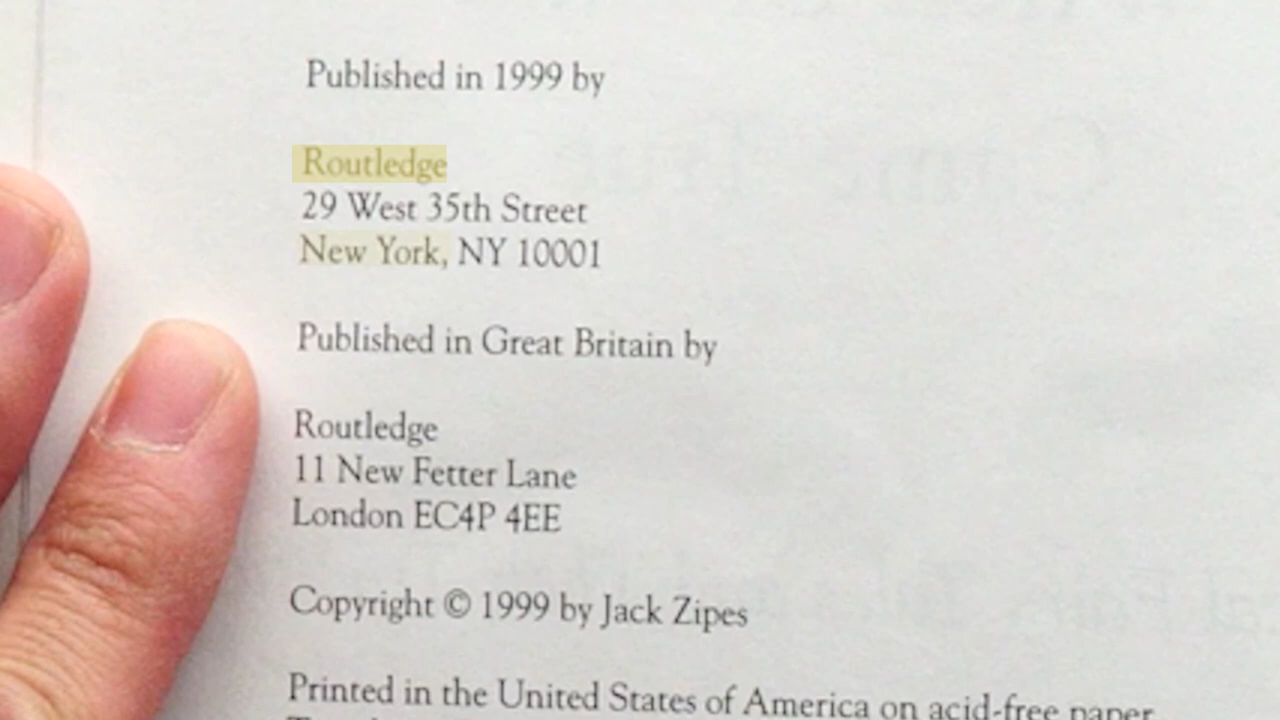 Published in 1999 by
Routledge
29 West 35th Street
New York, NY 10001
Published in Great Britain by
Routledge
11 New Fetter Lane
London EC4P 4EE
Copyright © 1999 by Jack Zipes
Printed in the United States of America on acid-free paper